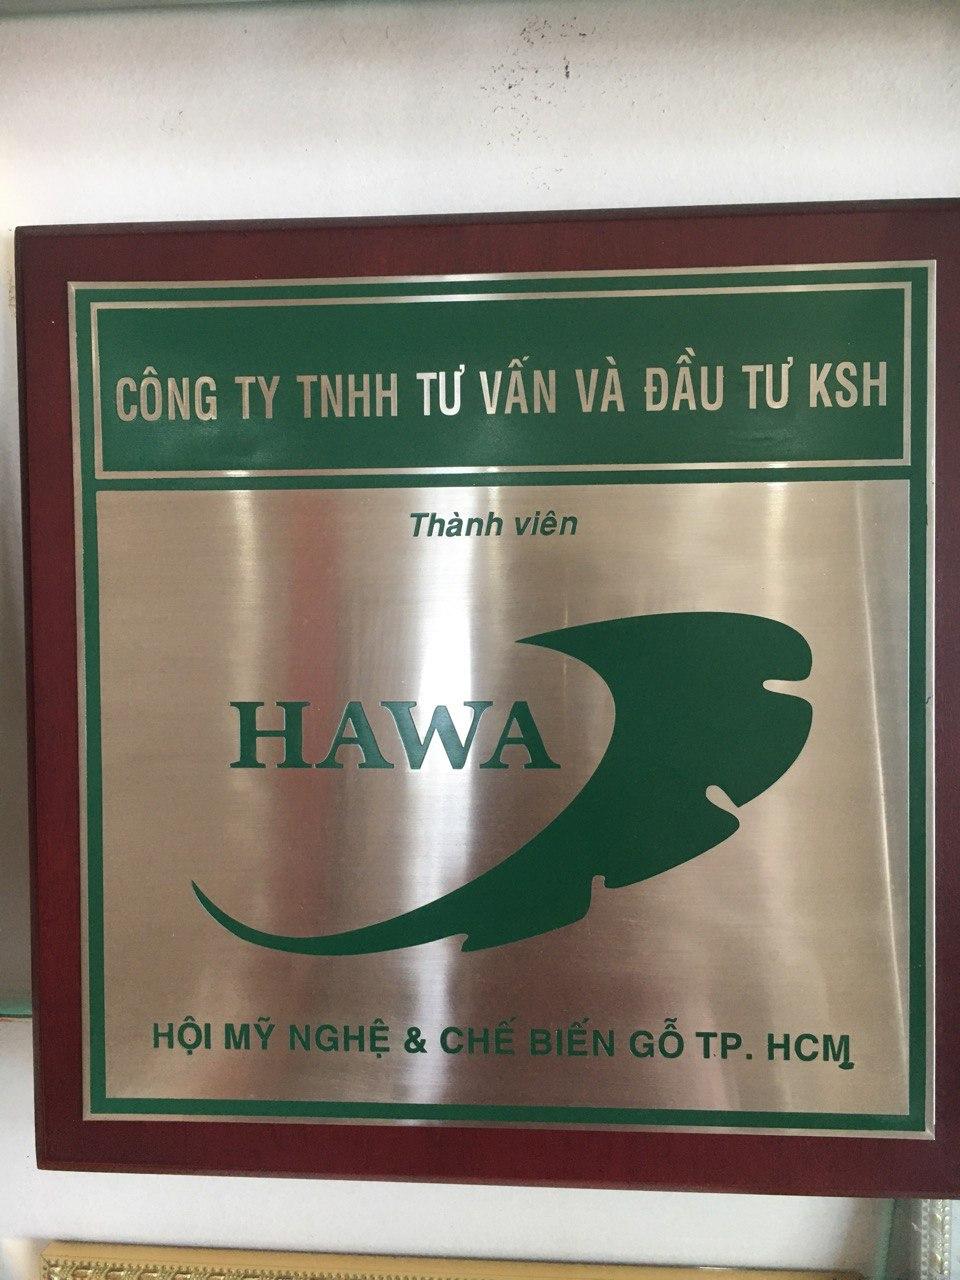 CÔNG TY TNHH TƯ VẤN VÀ ĐẦU TƯ KSH
Thành viên
HAWA
HỘI MỸ NGHỆ & CHẾ BIẾN GỖ TP. HCM